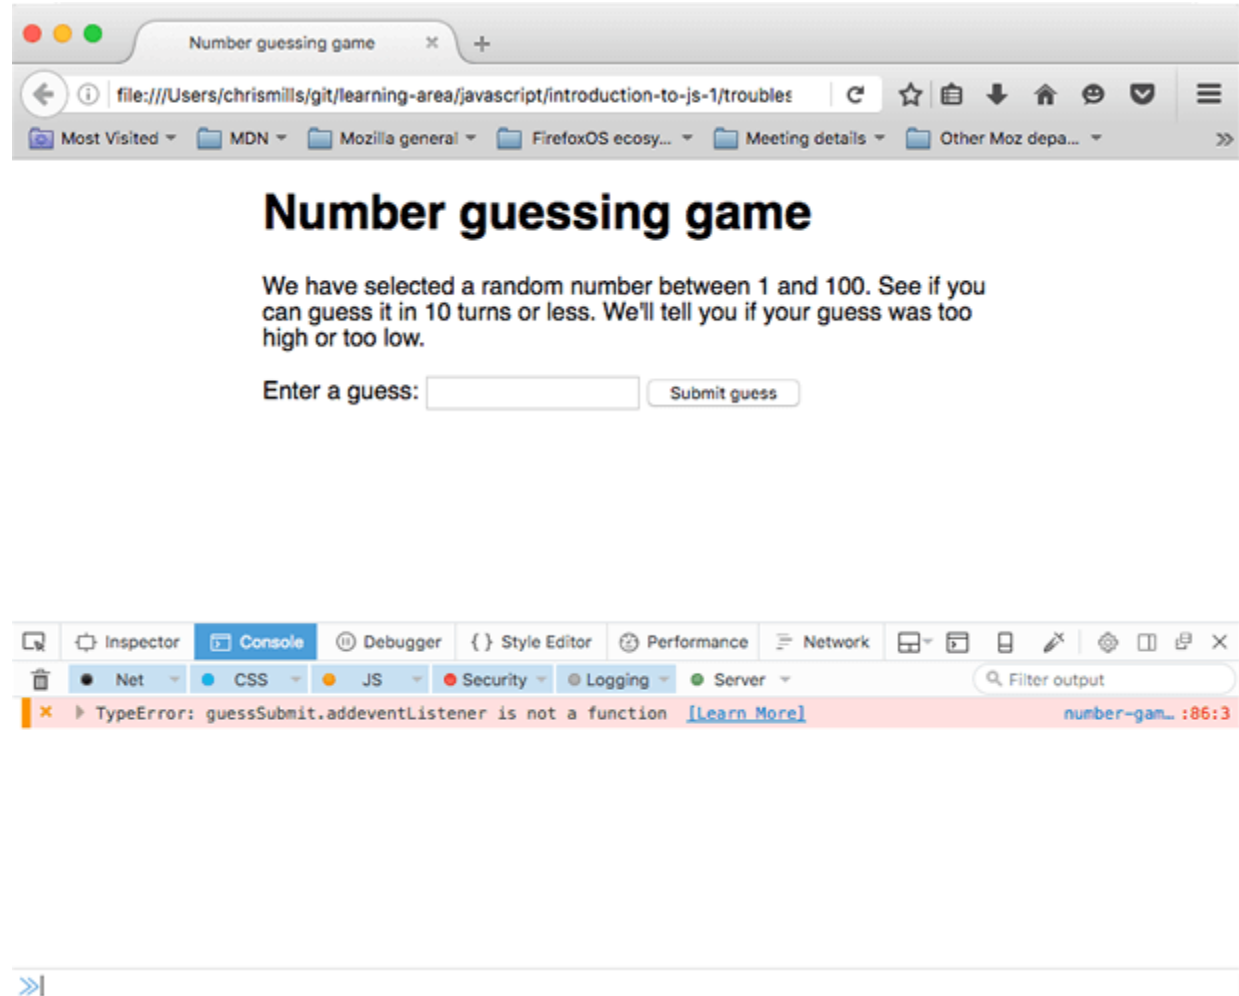 Number guessing game
file:///Users/chrismills/git/learning-area/javascript/introduction-to-js-1/troubles
Most Visited MDN Mozilla general FirefoxOS ecosy... Meeting details Other Moz depa...
Number guessing game
We have selected a random number between 1 and 100. See if you
can guess it in 10 turns or less. We'll tell you if your guess was too
high or too low.
Enter a guess: Submit guess
Inspector Console Debugger { } Style Editor Performance Network
Net CSS JS Security Logging Server Filter output
TypeError: guessSubmit.addeventListener is not a function [Learn More] number-gam… :86:3